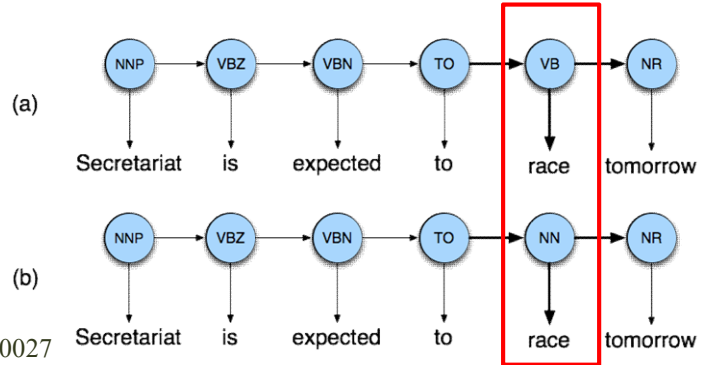 NNP VBZ VBN TO VB NR
(a)
Secretariat is expected to race tomorrow
NNP VBZ VBN TO NN NR
(b)
0027 Secretariat is expected to race tomorrow